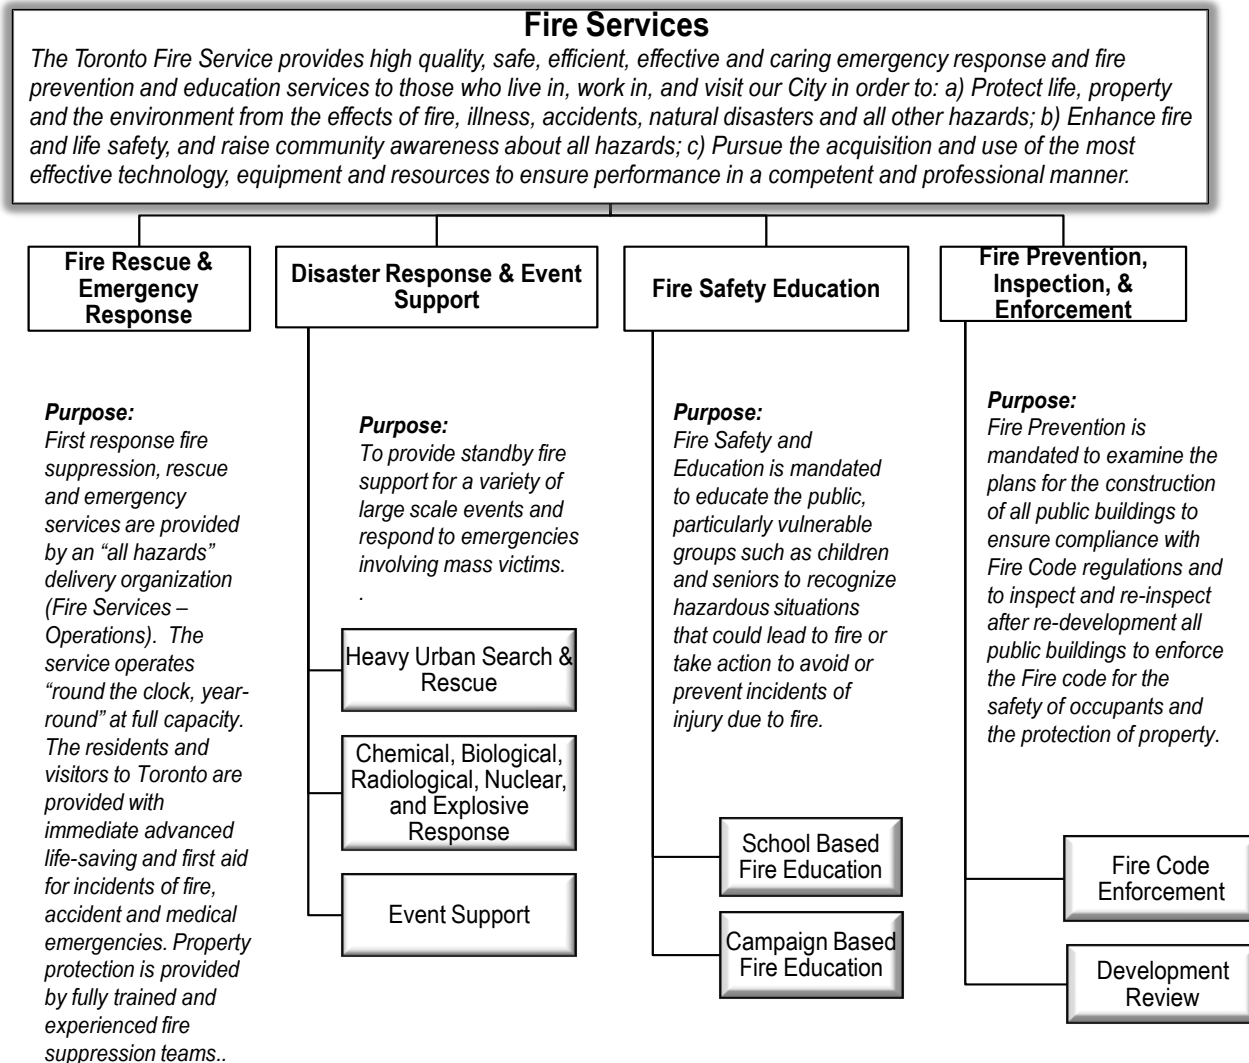 Fire Services
The Toronto Fire Service provides high quality, safe, efficient, effective and caring emergency response and fire
prevention and education services to those who live in, work in, and visit our City in order to: a) Protect life, property
and the environment from the effects of fire, illness, accidents, natural disasters and all other hazards; b) Enhance fire
and life safety, and raise community awareness about all hazards; c) Pursue the acquisition and use of the most
effective technology, equipment and resources to ensure performance in a competent and professional manner.
Fire Rescue &
Emergency
Response
Purpose:
First response fire
suppression, rescue
and emergency
services are provided
by an “all hazards”
delivery organization
(Fire Services –
Operations).  The
service operates
“round the clock, year-
round” at full capacity.
The residents and
visitors to Toronto are
provided with
immediate advanced
life-saving and first aid
for incidents of fire,
accident and medical
emergencies. Property
protection is provided
by fully trained and
experienced fire
suppression teams..
Disaster Response & Event
Support
Purpose:
To provide standby fire
support for a variety of
large scale events and
respond to emergencies
involving mass victims.
.
Heavy Urban Search &
Rescue
Chemical, Biological,
Radiological, Nuclear,
and Explosive
Response
Event Support
Fire Safety Education
Purpose:
Fire Safety and
Education is mandated
to educate the public,
particularly vulnerable
groups such as children
and seniors to recognize
hazardous situations
that could lead to fire or
take action to avoid or
prevent incidents of
injury due to fire.
School Based
Fire Education
Campaign Based
Fire Education
Fire Prevention,
Inspection, &
Enforcement
Purpose:
Fire Prevention is
mandated to examine the
plans for the construction
of all public buildings to
ensure compliance with
Fire Code regulations and
to inspect and re-inspect
after re-development all
public buildings to enforce
the Fire code for the
safety of occupants and
the protection of property.
Fire Code
Enforcement
Development
Review